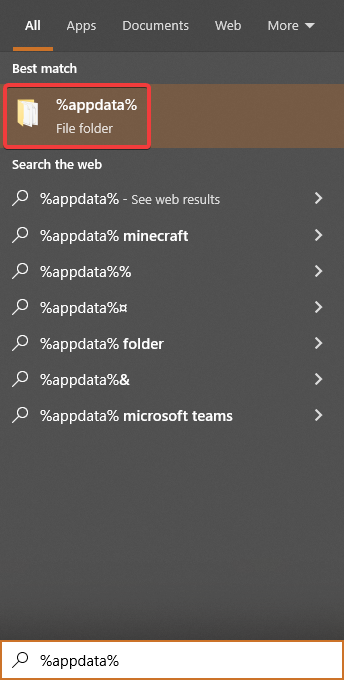 All Apps Documents Web More
Best match
%appdata%
File folder
Search the web
%appdata% - See web results
%appdata% minecraft
%appdata%%
%appdata%¤
%appdata% folder
%appdata%&
%appdata% microsoft teams
%appdata%